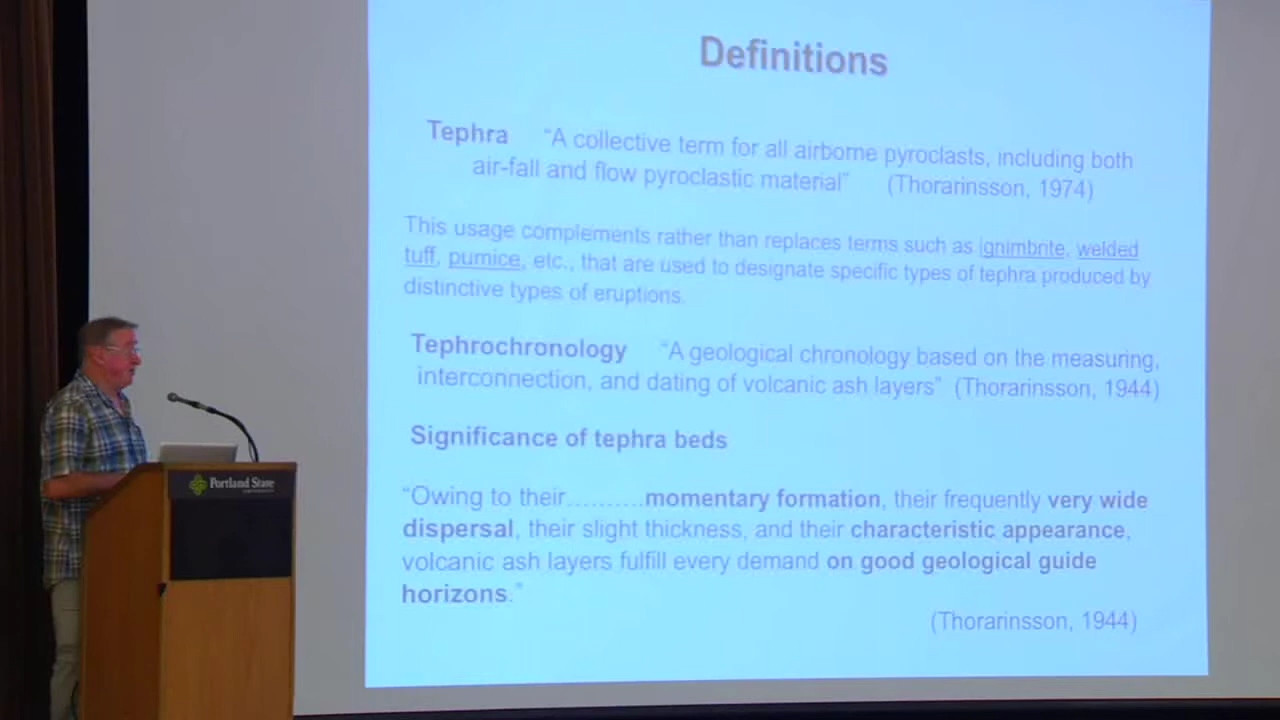 Definitions
Tephra “A collective term for all airborne pyroclasts, including both
air-fall and flow pyroclastic material” (Thorarinsson, 1974)
This usage complements rather than replaces terms such as ignimbrite, welded
tuff, pumice, etc., that are used to designate specific types of tephra produced by
distinctive types of eruptions.
Tephrochronology “A geological chronology based on the measuring,
interconnection, and dating of volcanic ash layers” (Thorarinsson, 1944)
Significance of tephra beds
“Owing to their..........momentary formation, their frequently very wide
dispersal, their slight thickness, and their characteristic appearance,
volcanic ash layers fulfill every demand on good geological guide
horizons.”
(Thorarinsson, 1944)
Portland State